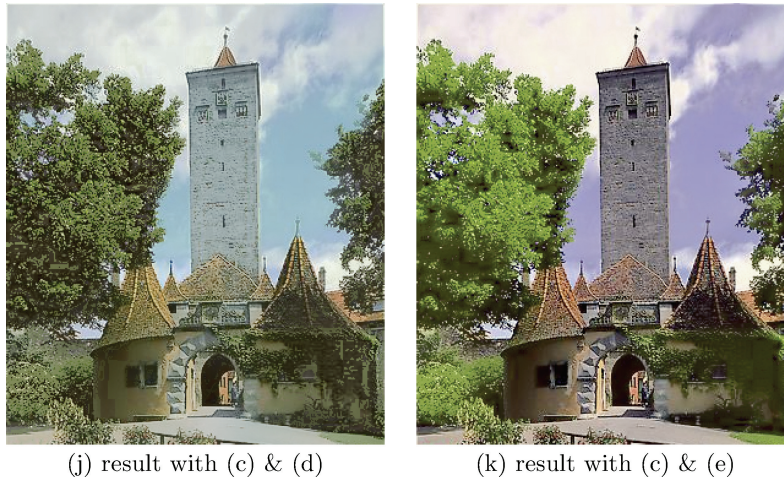 (j) result with (c) & (d)
(k) result with (c) & (e)